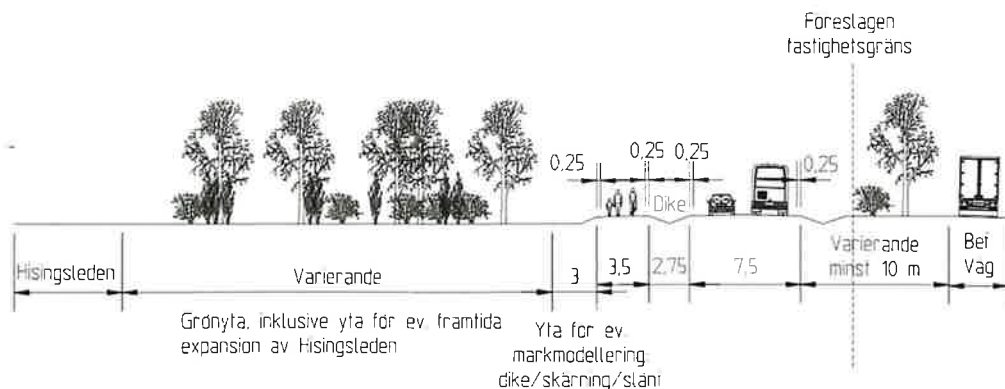 Föreslagen
fastighetsgräns
0,25
0,25
0,25
0,25
Dike
Hisingsleden
Varierande
3
3,5
2,75
7,5
Varierande
minst 10 m
Bef
Väg
Grönyta, inklusive yta för ev. framtida
expansion av Hisingsleden
Yta för ev.
markmodellering:
dike/skärning/slänt